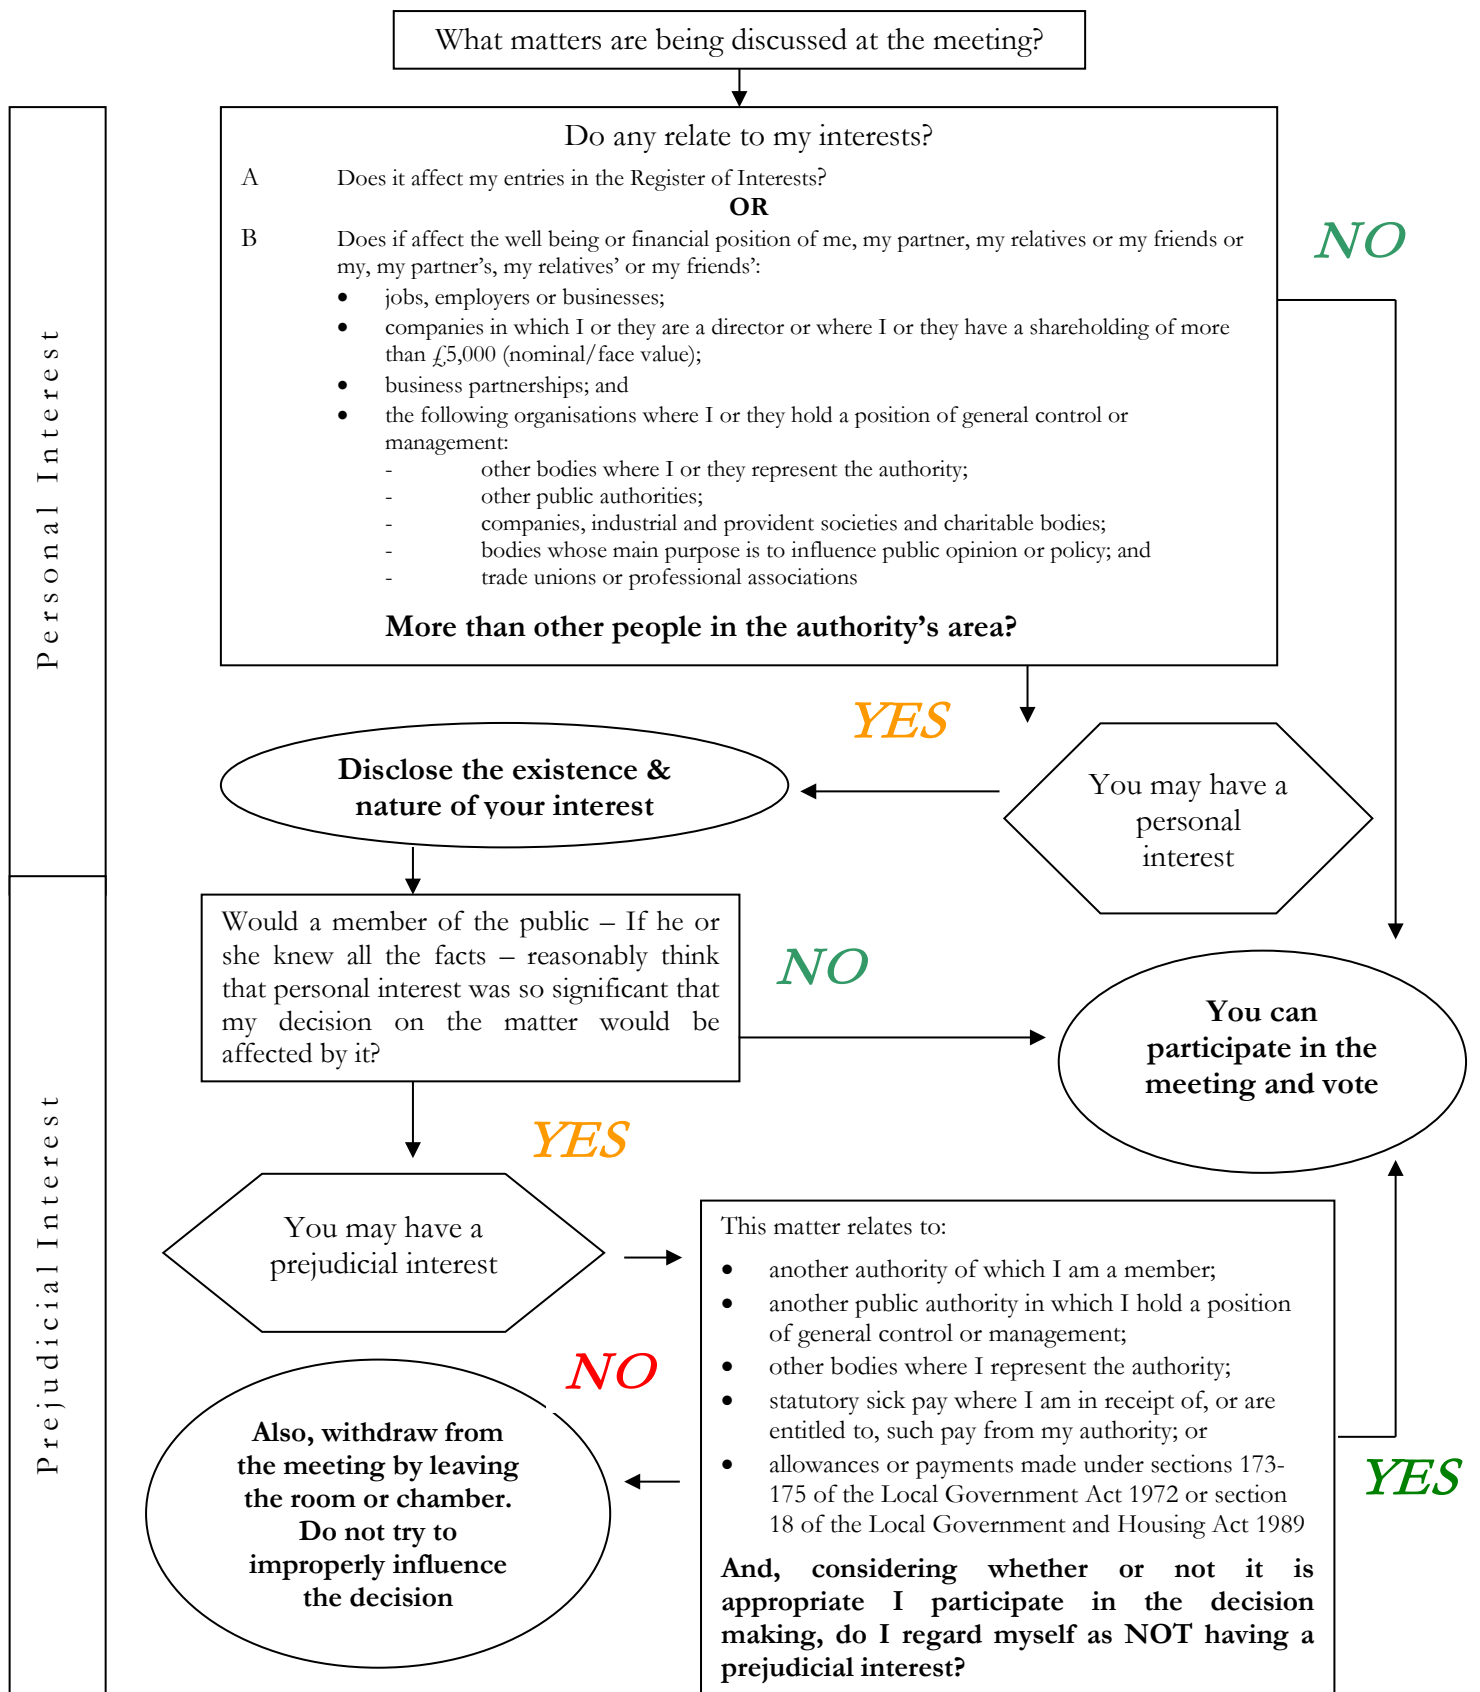 What matters are being discussed at the meeting?
Personal Interest
Do any relate to my interests?
A Does it affect my entries in the Register of Interests?
OR
B Does if affect the well being or financial position of me, my partner, my relatives or my friends or
my, my partner's, my relatives' or my friends':
• jobs, employers or businesses;
• companies in which I or they are a director or where I or they have a shareholding of more
than £5,000 (nominal/face value);
• business partnerships; and
• the following organisations where I or they hold a position of general control or
management:
- other bodies where I or they represent the authority;
- other public authorities;
- companies, industrial and provident societies and charitable bodies;
- bodies whose main purpose is to influence public opinion or policy; and
- trade unions or professional associations
More than other people in the authority's area?
NO
YES
You may have a
personal
interest
Disclose the existence &
nature of your interest
Prejudicial Interest
Would a member of the public – If he or
she knew all the facts – reasonably think
that personal interest was so significant that
my decision on the matter would be
affected by it?
NO
You can
participate in the
meeting and vote
YES
You may have a
prejudicial interest
This matter relates to:
• another authority of which I am a member;
• another public authority in which I hold a position
of general control or management;
• other bodies where I represent the authority;
• statutory sick pay where I am in receipt of, or are
entitled to, such pay from my authority; or
• allowances or payments made under sections 173-
175 of the Local Government Act 1972 or section
18 of the Local Government and Housing Act 1989
And, considering whether or not it is
appropriate I participate in the decision
making, do I regard myself as NOT having a
prejudicial interest?
NO
YES
Also, withdraw from
the meeting by leaving
the room or chamber.
Do not try to
improperly influence
the decision